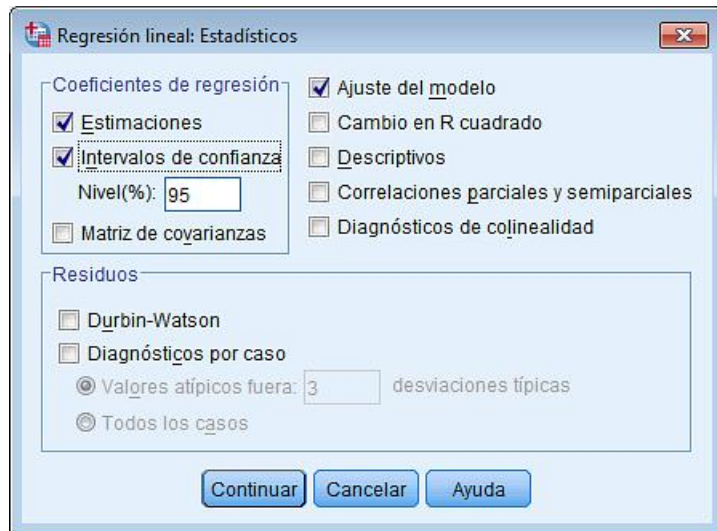 Regresión lineal: Estadísticos
Coeficientes de regresión
Estimaciones
Intervalos de confianza
Nivel(%): 95
Matriz de covarianzas
Ajuste del modelo
Cambio en R cuadrado
Descriptivos
Correlaciones parciales y semiparciales
Diagnósticos de colinealidad
Residuos
Durbin-Watson
Diagnósticos por caso
Valores atípicos fuera: 3 desviaciones típicas
Todos los casos
Continuar Cancelar Ayuda